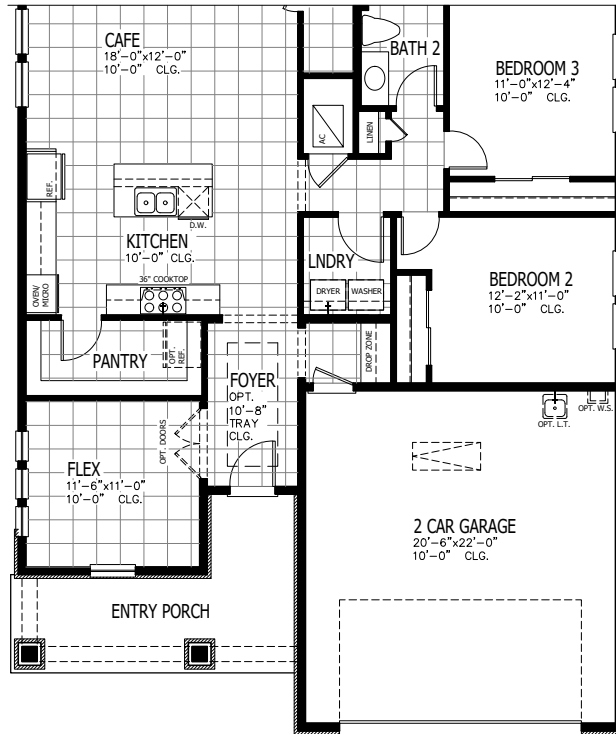 CAFE
18'-0"x12'-0"
10'-0" CLG.
BATH 2
BEDROOM 3
11'-0"x12'-4"
10'-0" CLG.
AC
LINEN
REF.
D.W.
KITCHEN
10'-0" CLG.
36" COOKTOP
OVEN/
MICRO
LNDRY
DRYER
WASHER
BEDROOM 2
12'-2"x11'-0"
10'-0" CLG.
PANTRY
OPT.
REF.
DROP ZONE
FOYER
OPT.
10'-8"
TRAY
CLG.
OPT. DOORS
FLEX
11'-6"x11'-0"
10'-0" CLG.
OPT. L.T.
OPT. W.S.
2 CAR GARAGE
20'-6"x22'-0"
10'-0" CLG.
ENTRY PORCH